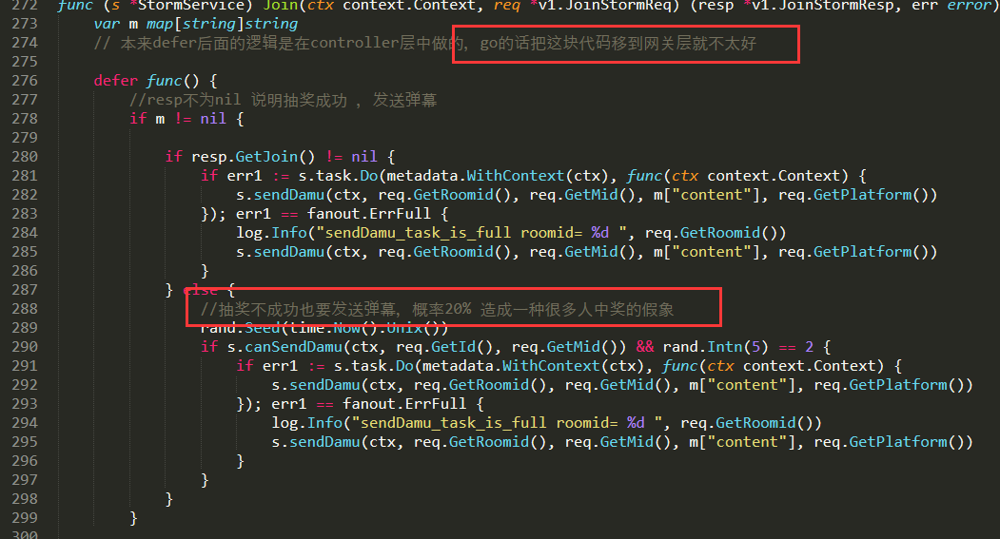 272 func (s *StormService) Join(ctx context.Context, req *v1.JoinStormReq) (resp *v1.JoinStormResp, err error)
273 var m map[string]string
274 // 本来defer后面的逻辑是在controller层中做的，go的话把这块代码移到网关层就不太好
275
276 defer func() {
277 //resp不为nil 说明抽奖成功 ，发送弹幕
278 if m != nil {
279
280 if resp.GetJoin() != nil {
281 if err1 := s.task.Do(metadata.WithContext(ctx), func(ctx context.Context) {
282 s.sendDamu(ctx, req.GetRoomid(), req.GetMid(), m["content"], req.GetPlatform())
283 }); err1 == fanout.ErrFull {
284 log.Info("sendDamu_task_is_full roomid= %d ", req.GetRoomid())
285 s.sendDamu(ctx, req.GetRoomid(), req.GetMid(), m["content"], req.GetPlatform())
286 }
287 } else {
288 //抽奖不成功也要发送弹幕，概率20% 造成一种很多人中奖的假象
289 rand.Seed(time.Now().Unix())
290 if s.canSendDamu(ctx, req.GetId(), req.GetMid()) && rand.Intn(5) == 2 {
291 if err1 := s.task.Do(metadata.WithContext(ctx), func(ctx context.Context) {
292 s.sendDamu(ctx, req.GetRoomid(), req.GetMid(), m["content"], req.GetPlatform())
293 }); err1 == fanout.ErrFull {
294 log.Info("sendDamu_task_is_full roomid= %d ", req.GetRoomid())
295 s.sendDamu(ctx, req.GetRoomid(), req.GetMid(), m["content"], req.GetPlatform())
296 }
297 }
298 }
299 }
300